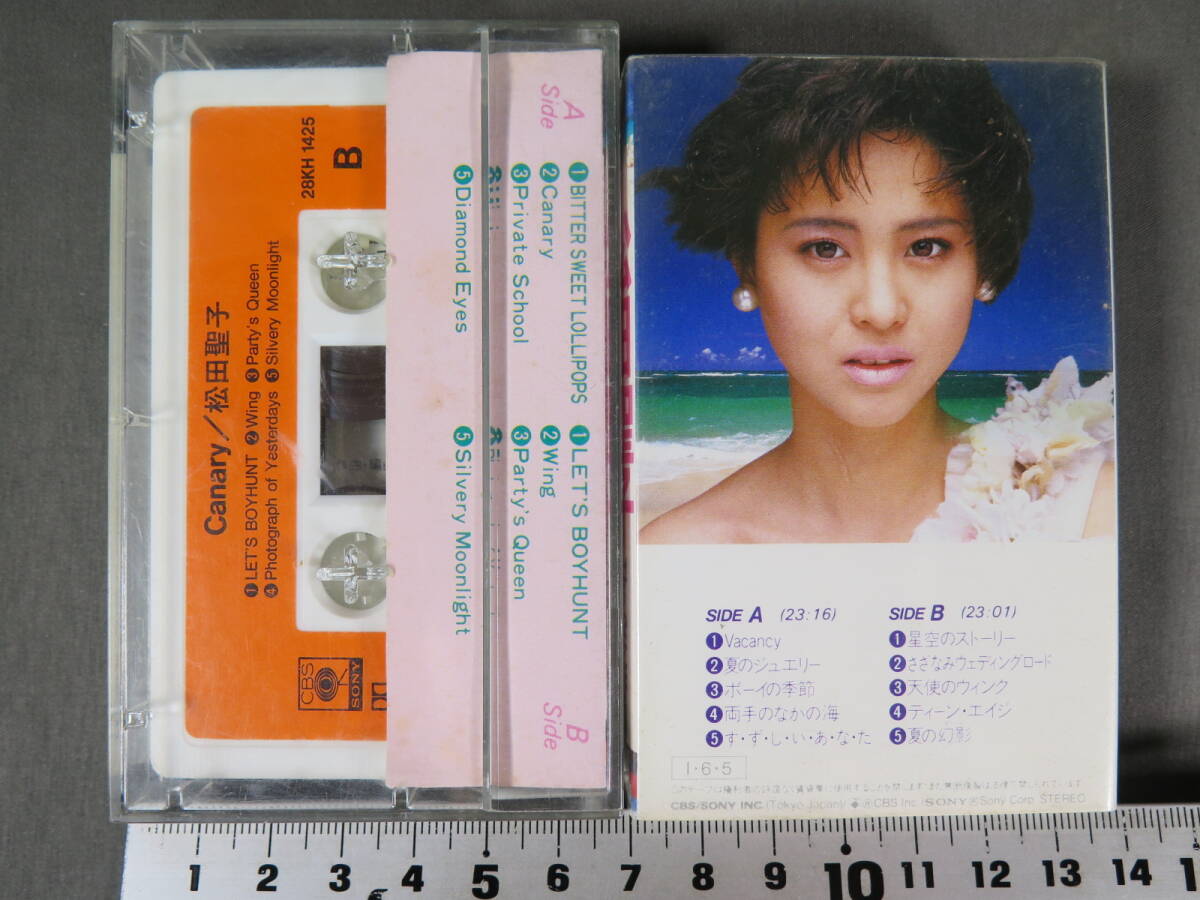 28KH 1425
B
Canary／松田聖子
❶LET'S BOYHUNT ❷Wing ❸Party's Queen
❹Photograph of Yesterdays ❺Silvery Moonlight
CBS
SONY
A
Side
❶BITTER SWEET LOLLIPOPS
❷Canary
❸Private School
❺Diamond Eyes
❶LET'S BOYHUNT
❷Wing
❸Party's Queen
❺Silvery Moonlight
B
Side
SIDE A (23:16)
❶Vacancy
❷夏のジュエリー
❸ボーイの季節
❹両手のなかの海
❺す・ず・し・い・あ・な・た
SIDE B (23:01)
❶星空のストーリー
❷さざなみウェディングロード
❸天使のウィンク
❹ティーン・エイジ
❺夏の幻影
I・6・5
CBS/SONY INC. (Tokyo Japan) ⓇCBS Inc. SONY ⓇSony Corp. STEREO
1 2 3 4 5 6 7 8 9 10 11 12 13 14